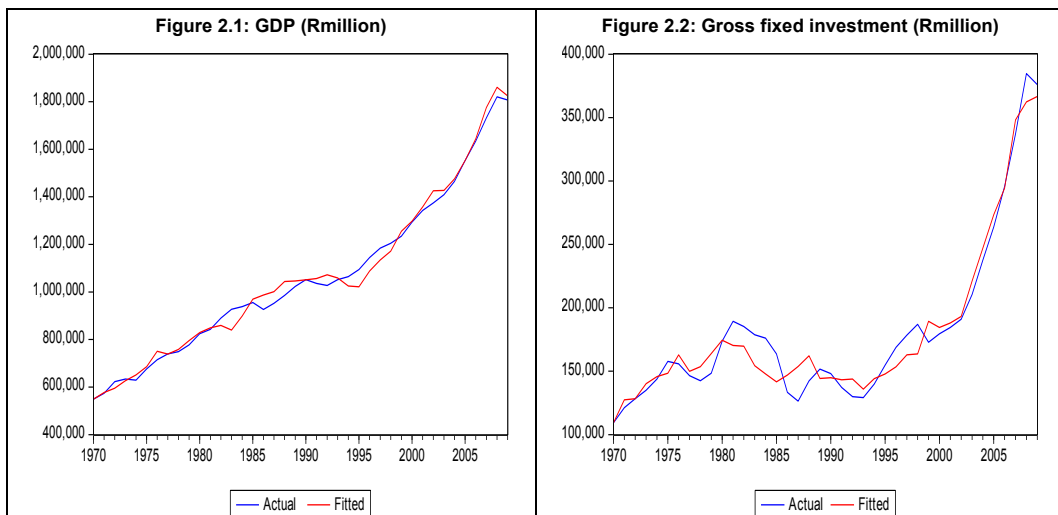 Figure 2.1: GDP (Rmillion)
2,000,000
1,800,000
1,600,000
1,400,000
1,200,000
1,000,000
800,000
600,000
400,000
1970 1975 1980 1985 1990 1995 2000 2005
Actual Fitted
Figure 2.2: Gross fixed investment (Rmillion)
400,000
350,000
300,000
250,000
200,000
150,000
100,000
1970 1975 1980 1985 1990 1995 2000 2005
Actual Fitted